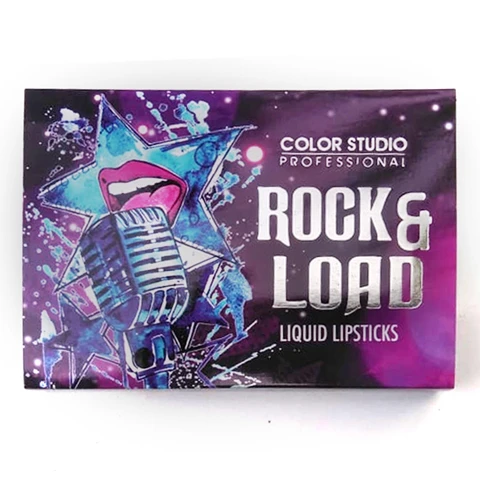 COLOR STUDIO
PROFESSIONAL
ROCK &
LOAD
LIQUID LIPSTICKS